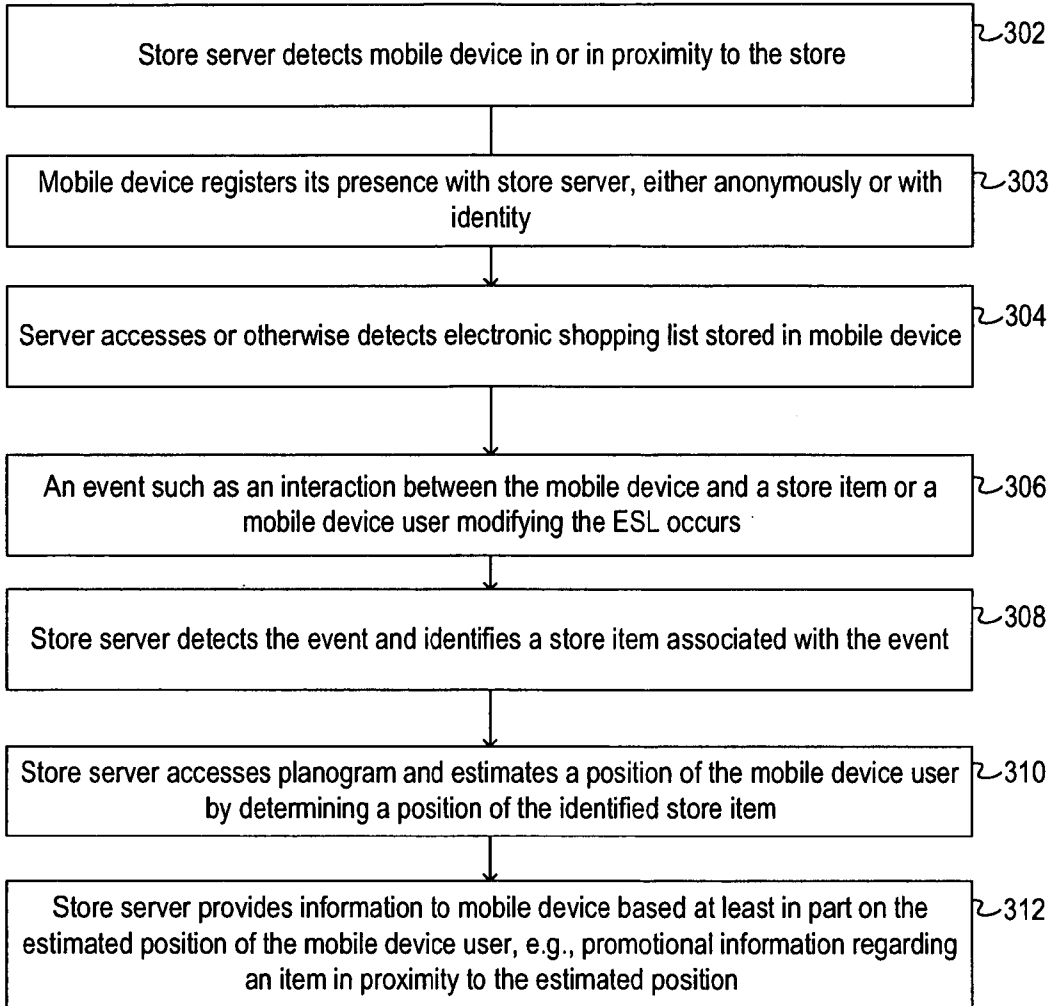 Store server detects mobile device in or in proximity to the store
302
Mobile device registers its presence with store server, either anonymously or with
identity
303
Server accesses or otherwise detects electronic shopping list stored in mobile device
304
An event such as an interaction between the mobile device and a store item or a
mobile device user modifying the ESL occurs
306
Store server detects the event and identifies a store item associated with the event
308
Store server accesses planogram and estimates a position of the mobile device user
by determining a position of the identified store item
310
Store server provides information to mobile device based at least in part on the
estimated position of the mobile device user, e.g., promotional information regarding
an item in proximity to the estimated position
312